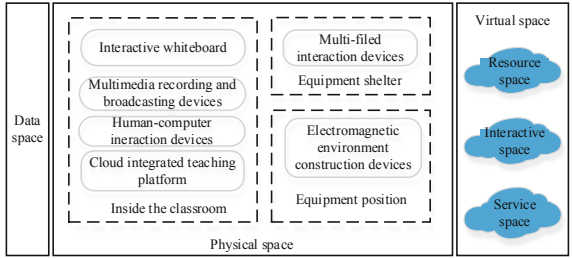 Data
space
Interactive whiteboard
Multimedia recording and
broadcasting devices
Human-computer
ineraction devices
Cloud integrated teaching
platform
Inside the classroom
Multi-filed
interaction devices
Equipment shelter
Electromagnetic
environment
construction devices
Equipment position
Physical space
Virtual space
Resource
space
Interactive
space
Service
space